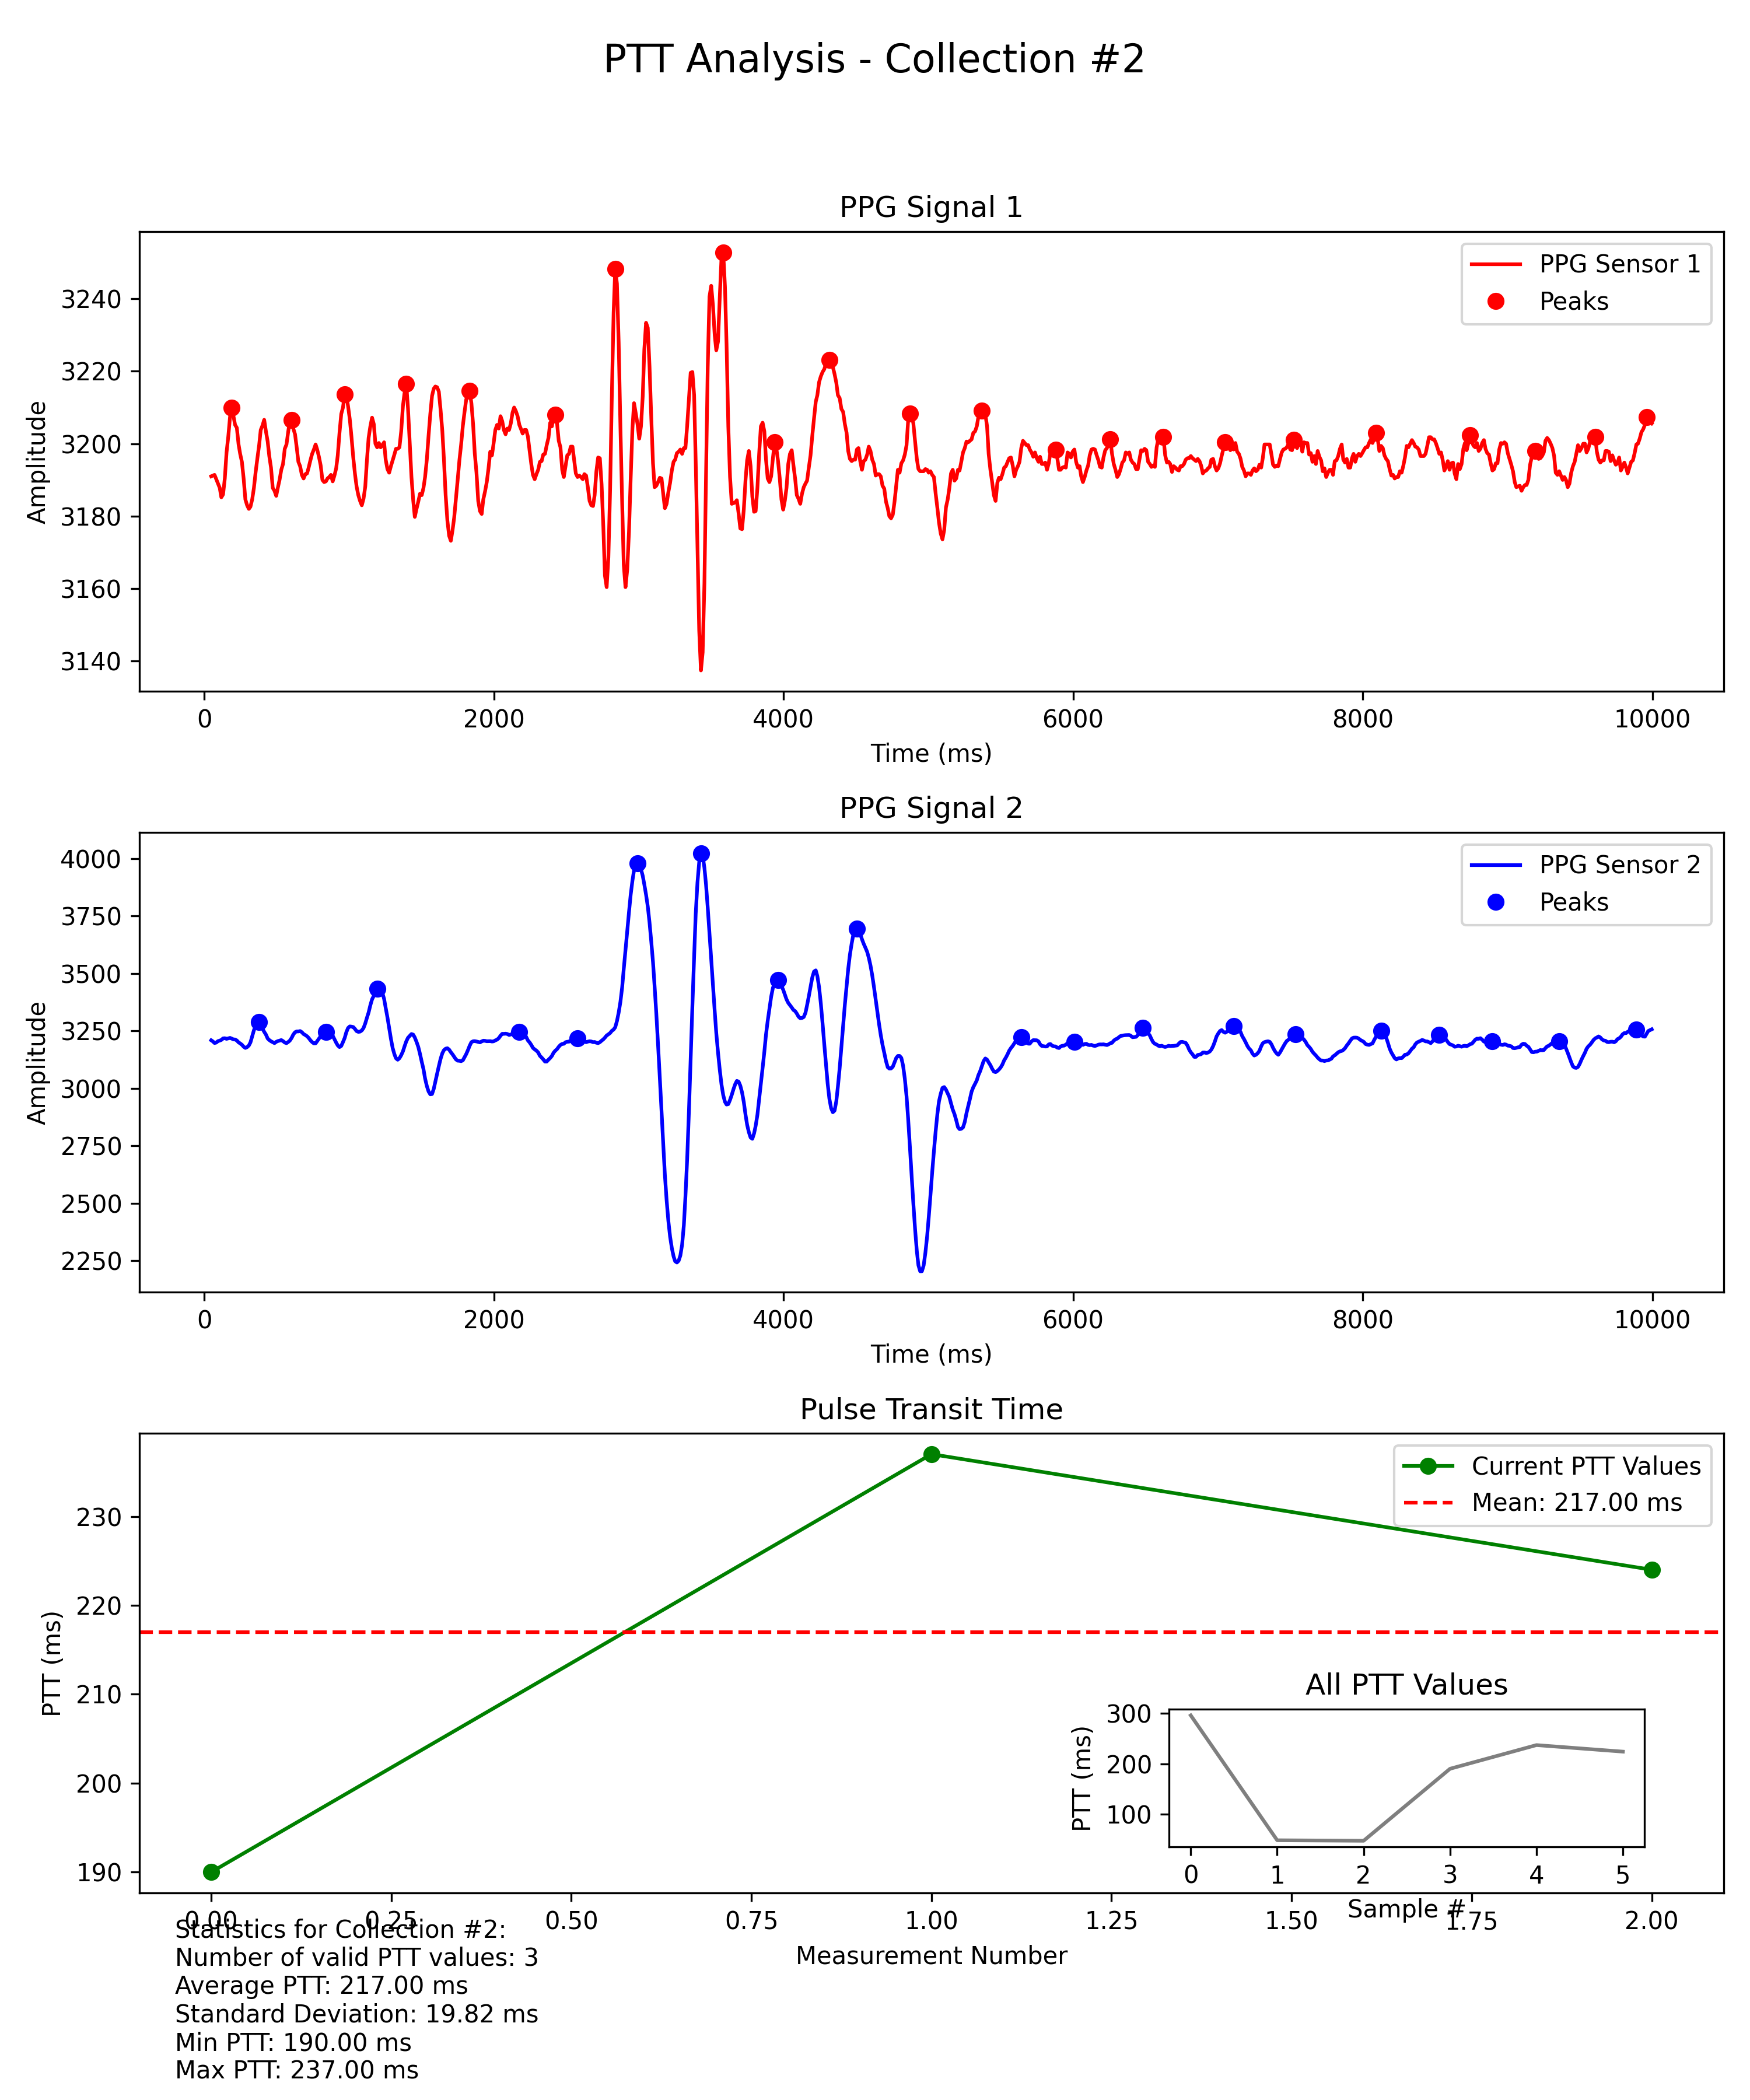 PTT Analysis - Collection #2
PPG Signal 1
Amplitude
3240
3220
3200
3180
3160
3140
PPG Sensor 1
Peaks
0 2000 4000 6000 8000 10000
Time (ms)
PPG Signal 2
Amplitude
4000
3750
3500
3250
3000
2750
2500
2250
PPG Sensor 2
Peaks
0 2000 4000 6000 8000 10000
Time (ms)
Pulse Transit Time
PTT (ms)
230
220
210
200
190
Current PTT Values
Mean: 217.00 ms
All PTT Values
PTT (ms)
300
200
100
0 1 2 3 4 5
Sample #
0.00 0.25 0.50 0.75 1.00 1.25 1.50 1.75 2.00
Measurement Number
Statistics for Collection #2:
Number of valid PTT values: 3
Average PTT: 217.00 ms
Standard Deviation: 19.82 ms
Min PTT: 190.00 ms
Max PTT: 237.00 ms